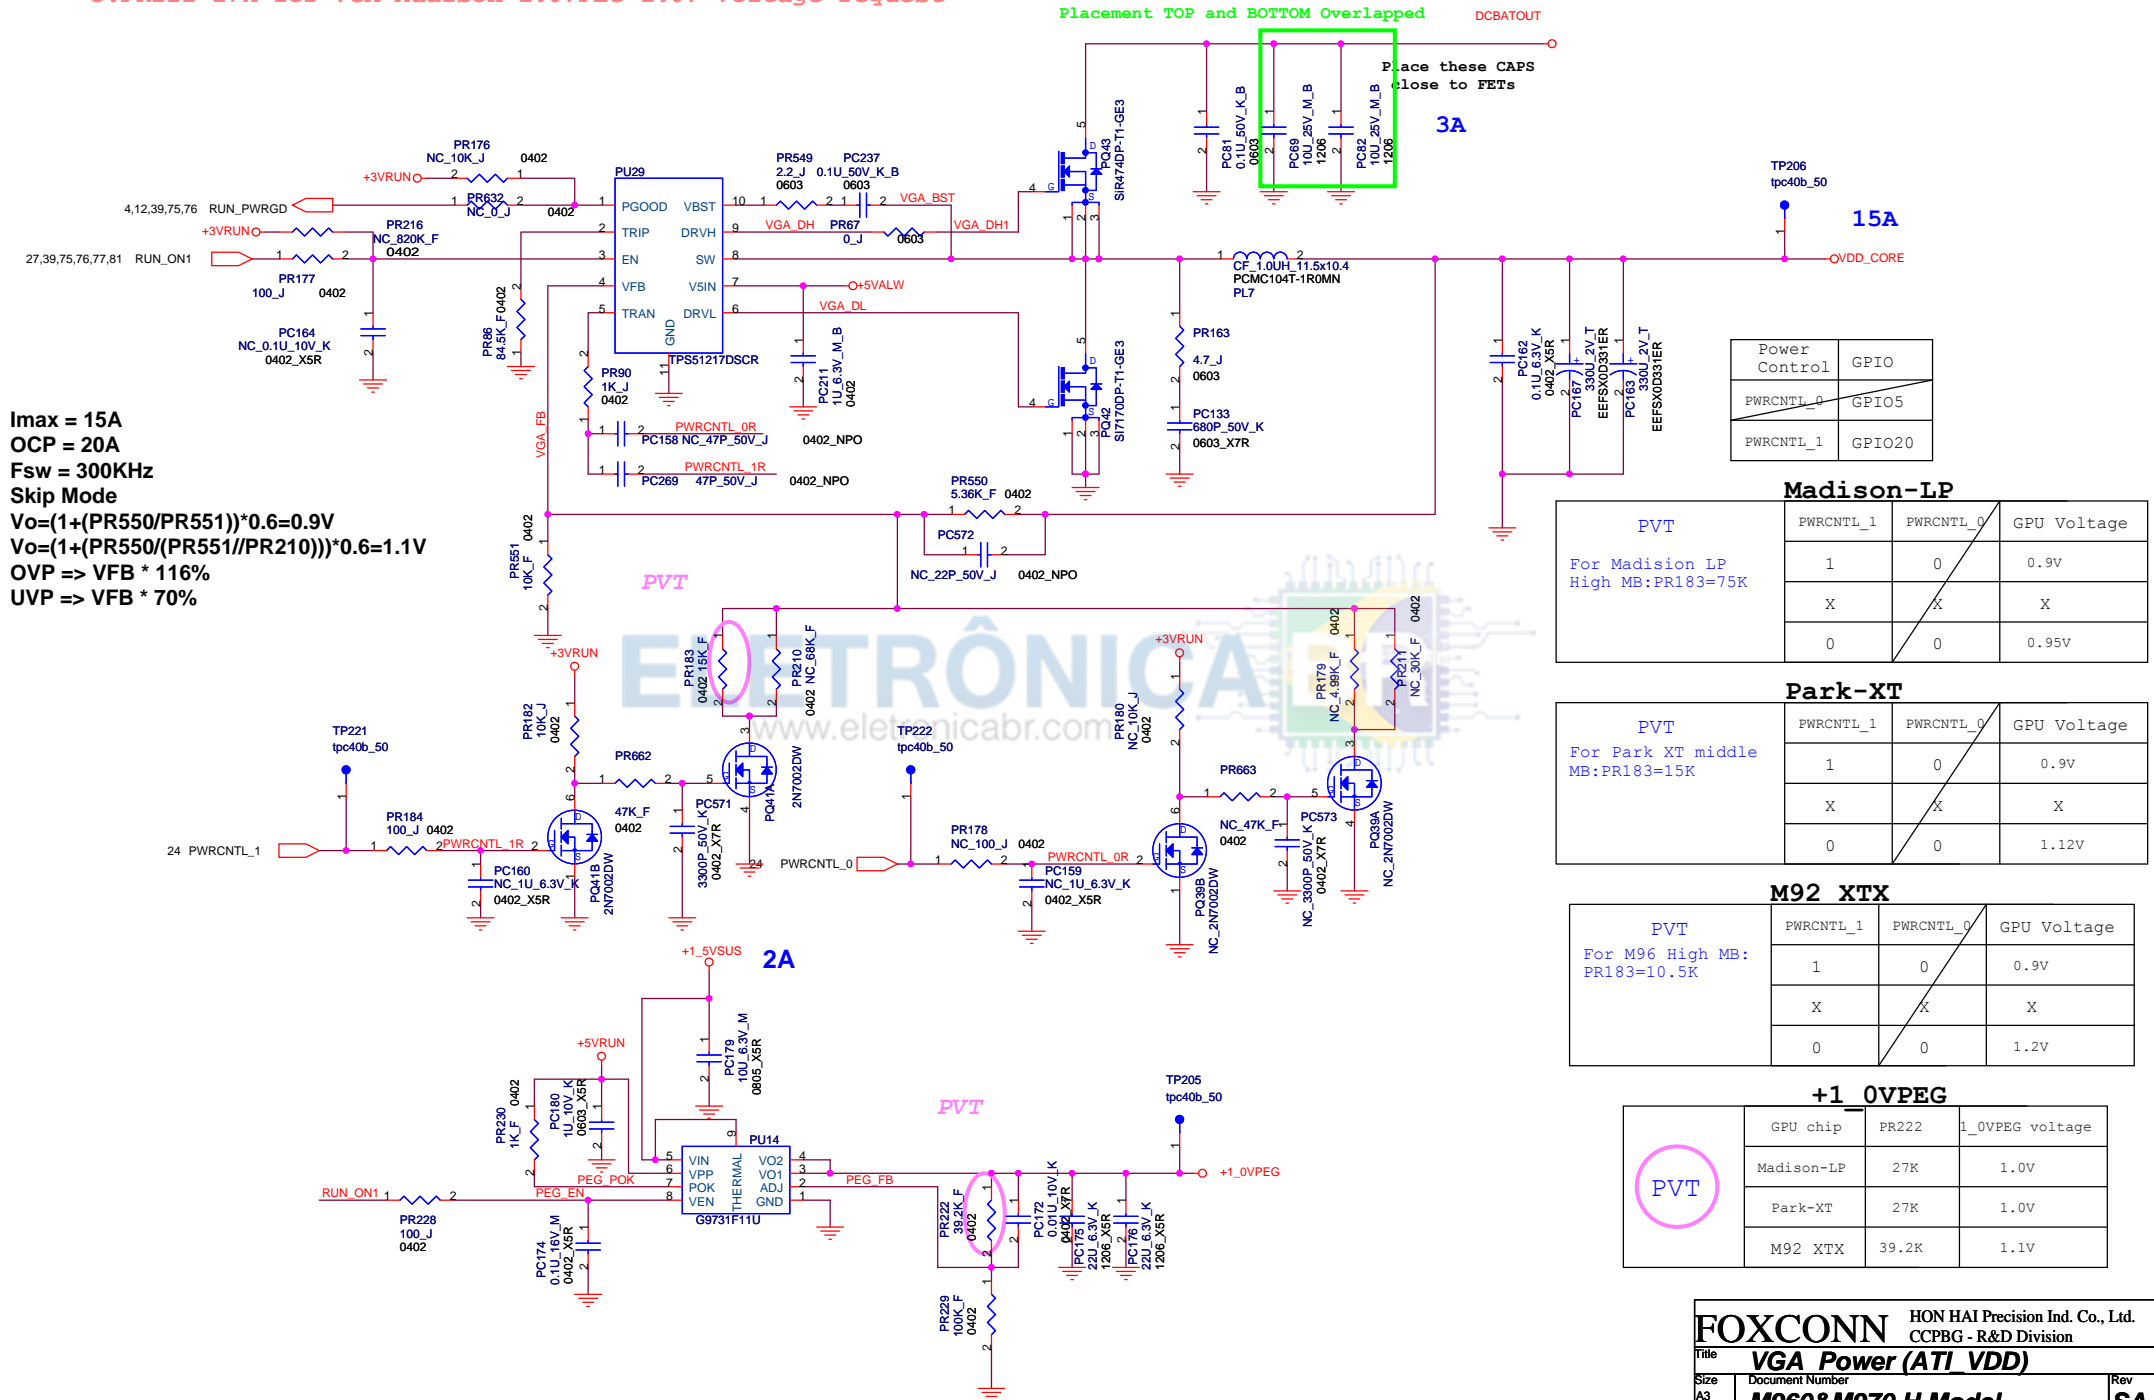 Placement TOP and BOTTOM Overlapped
DCBATOUT
Place these CAPS
close to FETs
3A
PC81
0.1U_50V_K_B
0603
PC69
10U_25V_M_B
1206
PC82
10U_25V_M_B
1206
PR176
NC_10K_J
0402
+3VRUN
PR632
NC_0_J
0402
4,12,39,75,76 RUN_PWRGD
PR216
+3VRUN
NC_820K_F
0402
27,39,75,76,77,81 RUN_ON1
PR177
100_J
0402
PC164
NC_0.1U_10V_K
0402_X5R
PU29
PGOOD
TRIP
EN
VFB
TRAN
VBST
DRVH
SW
V5IN
DRVL
GND
TPS51217DSCR
PR549
2.2_J
0603
PC237
0.1U_50V_K_B
0603
VGA_BST
VGA_DH
PR67
0_J
0603
VGA_DH1
+5VALW
VGA_DL
PC211
1U_6.3V_M_B
0402
PR86
84.5K_F
0402
PR90
1K_J
0402
PQ43
SiR474DP-T1-GE3
PQ42
SI7170DP-T1-GE3
CF_1.0UH_11.5x10.4
PCMC104T-1R0MN
PL7
PR163
4.7_J
0603
PC133
680P_50V_K
0603_X7R
TP206
tpc40b_50
15A
VDD_CORE
PC162
0.1U_6.3V_K
0402_X5R
PC167
330U_2V_T
EEFSX0D331ER
PC163
330U_2V_T
EEFSX0D331ER
Power Control GPIO
PWRCNTL_0 GPIO5
PWRCNTL_1 GPIO20
Imax = 15A
OCP = 20A
Fsw = 300KHz
Skip Mode
Vo=(1+(PR550/PR551))*0.6=0.9V
Vo=(1+(PR550/(PR551//PR210)))*0.6=1.1V
OVP => VFB * 116%
UVP => VFB * 70%
VGA_FB
PWRCNTL_0R
PC158 NC_47P_50V_J 0402_NPO
PWRCNTL_1R
PC269 47P_50V_J 0402_NPO
PR550
5.36K_F 0402
PC572
NC_22P_50V_J 0402_NPO
PR551
10K_F
0402
PVT
ELETRÔNICA
www.eletronicabr.com
PR183
15K_F
0402
PR210
NC_68K_F
0402
PR179
NC_4.99K_F
0402
PR211
NC_30K_F
0402
+3VRUN
PR182
10K_J
0402
TP221
tpc40b_50
PR184
100_J 0402
24 PWRCNTL_1
PWRCNTL_1R
PC160
NC_1U_6.3V_K
0402_X5R
PQ41B
2N7002DW
PR662
47K_F
0402
PC571
3300P_50V_K
0402_X7R
PQ41A
2N7002DW
TP222
tpc40b_50
24 PWRCNTL_0
PR178
NC_100_J 0402
PWRCNTL_0R
PC159
NC_1U_6.3V_K
0402_X5R
+3VRUN
PR180
NC_10K_J
0402
PQ39B
NC_2N7002DW
PR663
NC_47K_F
0402
PC573
NC_3300P_50V_K
0402_X7R
PQ39A
NC_2N7002DW
Madison-LP
PVT
For Madision LP
High MB:PR183=75K
PWRCNTL_1 PWRCNTL_0 GPU Voltage
1 0 0.9V
X X X
0 0 0.95V
Park-XT
PVT
For Park XT middle
MB:PR183=15K
PWRCNTL_1 PWRCNTL_0 GPU Voltage
1 0 0.9V
X X X
0 0 1.12V
M92 XTX
PVT
For M96 High MB:
PR183=10.5K
PWRCNTL_1 PWRCNTL_0 GPU Voltage
1 0 0.9V
X X X
0 0 1.2V
+1_0VPEG
PVT
GPU chip PR222 1_0VPEG voltage
Madison-LP 27K 1.0V
Park-XT 27K 1.0V
M92 XTX 39.2K 1.1V
+1_5VSUS
2A
PC179
10U_6.3V_M
0805_X5R
+5VRUN
PR230
1K_F
0402
PC180
1U_10V_K
0603_X5R
PEG_POK
RUN_ON1
PR228
100_J
0402
PEG_EN
PC174
0.1U_16V_M
0402_X5R
PU14
VIN
VPP
POK
VEN
THERMAL
VO2
VO1
ADJ
GND
G9731F11U
PEG_FB
PVT
PR222
39.2K_F
0402
PC172
0.01U_10V_K
0402_X7R
PC175
22U_6.3V_K
1206_X5R
PC176
22U_6.3V_K
1206_X5R
TP205
tpc40b_50
+1_0VPEG
PR229
100K_F
0402
FOXCONN
HON HAI Precision Ind. Co., Ltd.
CCPBG - R&D Division
Title
VGA_Power (ATI_VDD)
Size
A3
Document Number
Rev